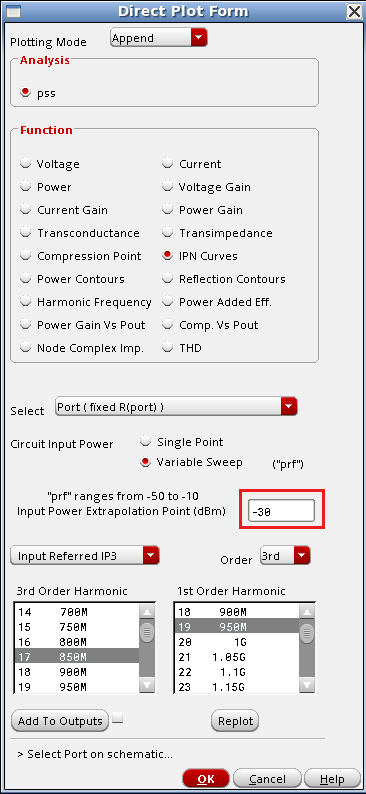 Direct Plot Form
Plotting Mode Append
Analysis
pss
Function
Voltage Current
Power Voltage Gain
Current Gain Power Gain
Transconductance Transimpedance
Compression Point IPN Curves
Power Contours Reflection Contours
Harmonic Frequency Power Added Eff.
Power Gain Vs Pout Comp. Vs Pout
Node Complex Imp. THD
Select Port ( fixed R(port) )
Circuit Input Power Single Point
Variable Sweep ("prf")
"prf" ranges from -50 to -10
Input Power Extrapolation Point (dBm) -30
Input Referred IP3 Order 3rd
3rd Order Harmonic 1st Order Harmonic
14 700M 18 900M
15 750M 19 950M
16 800M 20 1G
17 850M 21 1.05G
18 900M 22 1.1G
19 950M 23 1.15G
Add To Outputs Replot
> Select Port on schematic...
OK Cancel Help